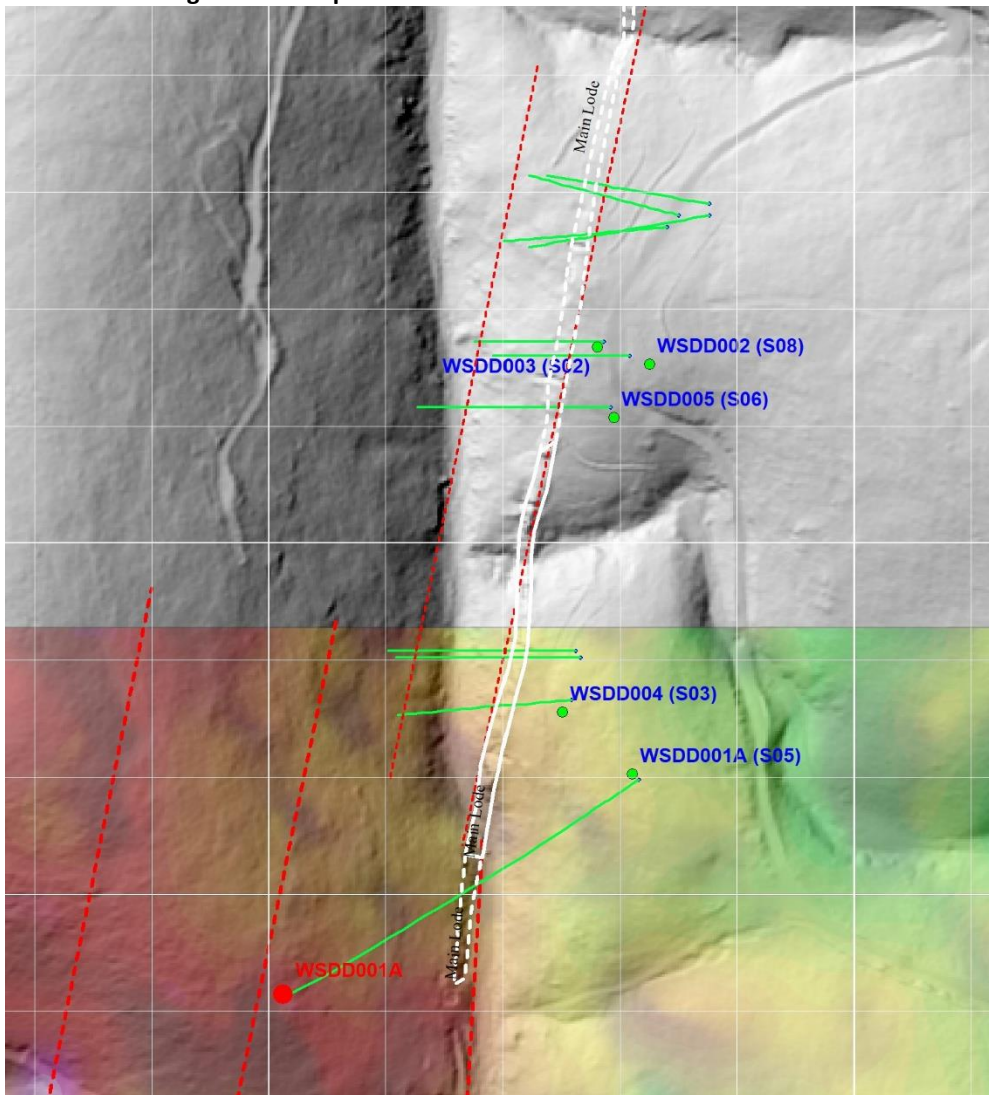 Main Lode
WSDD002 (S08)
WSDD003 (S02)
WSDD005 (S06)
WSDD004 (S03)
WSDD001A (S05)
Main Lode
Main Lode
WSDD001A